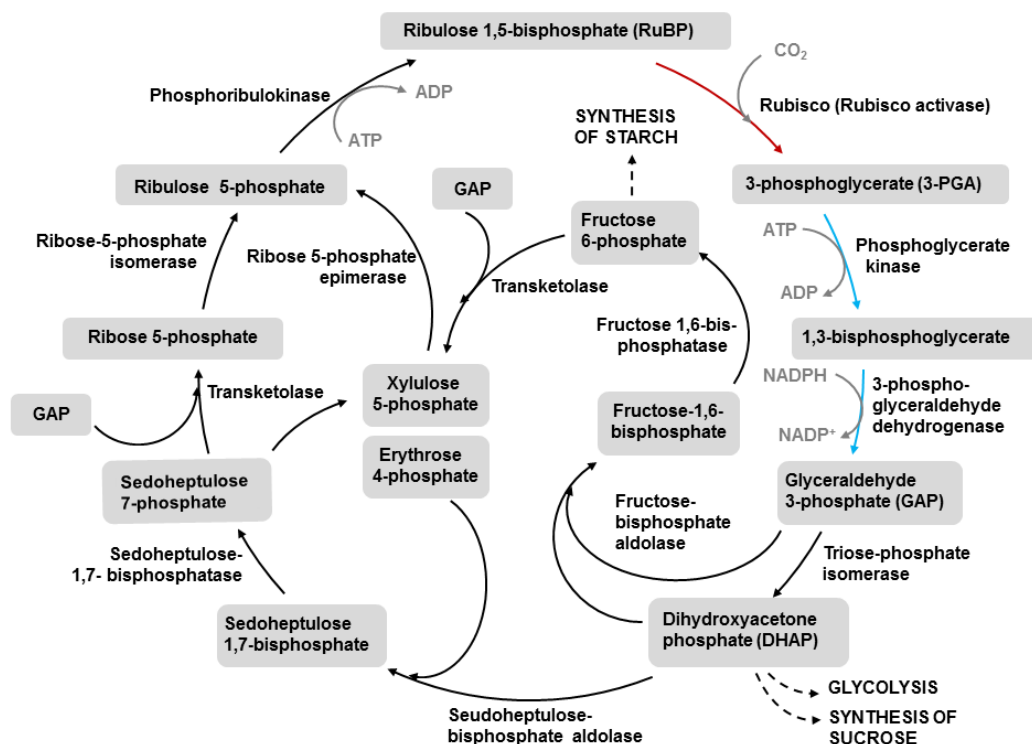 Ribulose 1,5-bisphosphate (RuBP)
CO₂
Phosphoribulokinase
ADP
ATP
Rubisco (Rubisco activase)
SYNTHESIS
OF STARCH
Ribulose 5-phosphate
GAP
3-phosphoglycerate (3-PGA)
Fructose
6-phosphate
ATP
Phosphoglycerate
kinase
ADP
Ribose-5-phosphate
isomerase
Ribose 5-phosphate
epimerase
Transketolase
Ribose 5-phosphate
Fructose 1,6-bis-
phosphatase
1,3-bisphosphoglycerate
Transketolase
Xylulose
5-phosphate
NADPH
3-phospho-
glyceraldehyde
dehydrogenase
NADP⁺
GAP
Fructose-1,6-
bisphosphate
Erythrose
4-phosphate
Sedoheptulose
7-phosphate
Glyceraldehyde
3-phosphate (GAP)
Fructose-
bisphosphate
aldolase
Sedoheptulose-
1,7- bisphosphatase
Triose-phosphate
isomerase
Sedoheptulose
1,7-bisphosphate
Dihydroxyacetone
phosphate (DHAP)
GLYCOLYSIS
Seudoheptulose-
bisphosphate aldolase
SYNTHESIS OF
SUCROSE